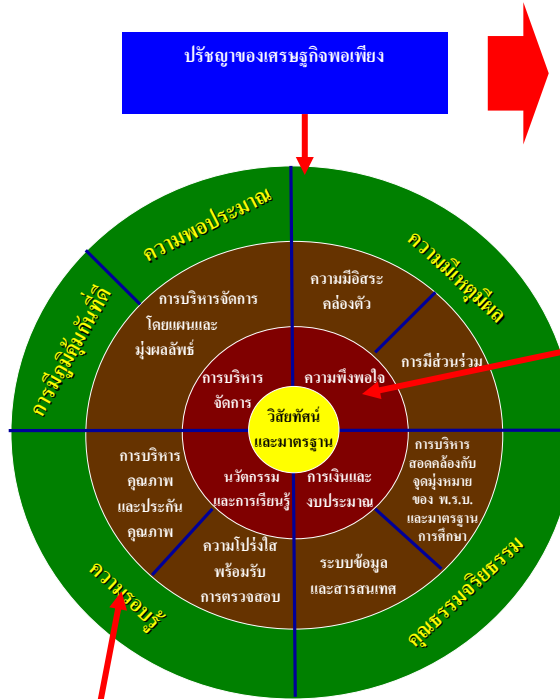 ปรัชญาของเศรษฐกิจพอเพียง
ความพอประมาณ
ความมีเหตุมีผล
การมีภูมิคุ้มกันที่ดี
ความมีอิสระ
คล่องตัว
การบริหารจัดการ
โดยแผนและ
มุ่งผลลัพธ์
การมีส่วนร่วม
การบริหาร
จัดการ
ความพึงพอใจ
วิสัยทัศน์
และมาตรฐาน
การบริหาร
คุณภาพ
และประกัน
คุณภาพ
นวัตกรรม
และการเรียนรู้
การเงินและ
งบประมาณ
การบริหาร
สอดคล้องกับ
จุดมุ่งหมาย
ของ พ.ร.บ.
และมาตรฐาน
การศึกษา
ความโปร่งใส
พร้อมรับ
การตรวจสอบ
ระบบข้อมูล
และสารสนเทศ
ความรอบรู้
คุณธรรมจริยธรรม